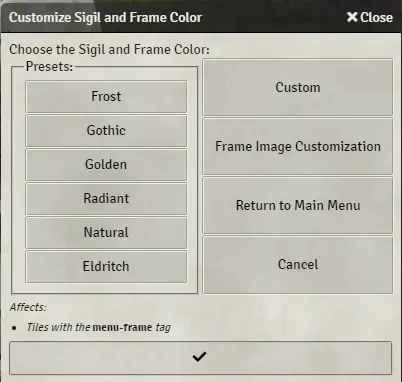 Customize Sigil and Frame Color
Close
Choose the Sigil and Frame Color:
Presets:
Frost
Gothic
Golden
Radiant
Natural
Eldritch
Custom
Frame Image Customization
Return to Main Menu
Cancel
Affects:
Tiles with the menu-frame tag